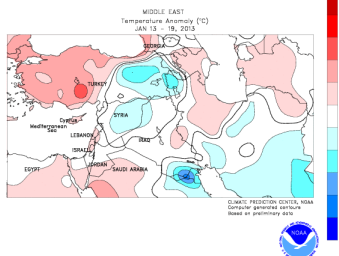 MIDDLE EAST
Temperature Anomaly (°C)
JAN 13 - 19, 2013
GEORGIA
TURKEY
Cyprus
Mediterranean
Sea
SYRIA
LEBANON
IRAQ
ISRAEL
JORDAN
EGYPT
SAUDI ARABIA
CLIMATE PREDICTION CENTER, NOAA
Computer generated contours
Based on preliminary data
NOAA